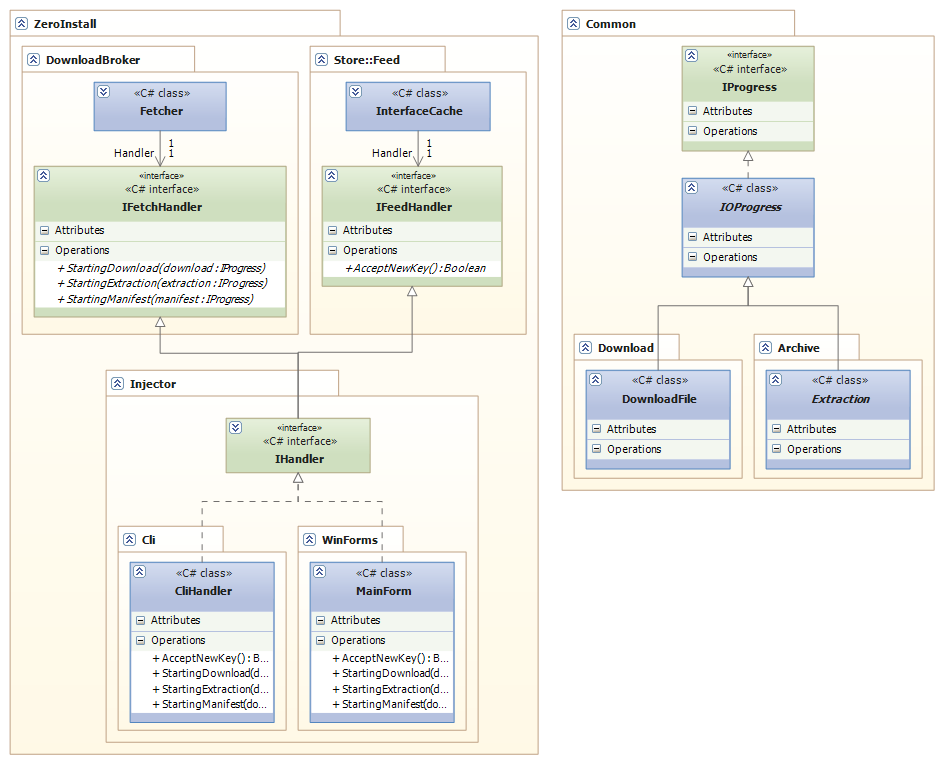 ZeroInstall
DownloadBroker
«C# class»
Fetcher
Handler
1
1
«interface»
«C# interface»
IFetchHandler
Attributes
Operations
+ StartingDownload(download : IProgress)
+ StartingExtraction(extraction : IProgress)
+ StartingManifest(manifest : IProgress)
Store::Feed
«C# class»
InterfaceCache
Handler
1
1
«interface»
«C# interface»
IFeedHandler
Attributes
Operations
+ AcceptNewKey() : Boolean
Injector
«interface»
«C# interface»
IHandler
Cli
«C# class»
CliHandler
Attributes
Operations
+ AcceptNewKey() : B...
+ StartingDownload(d...
+ StartingExtraction(d...
+ StartingManifest(do...
WinForms
«C# class»
MainForm
Attributes
Operations
+ AcceptNewKey() : B...
+ StartingDownload(d...
+ StartingExtraction(d...
+ StartingManifest(do...
Common
«interface»
«C# interface»
IProgress
Attributes
Operations
«C# class»
IOProgress
Attributes
Operations
Download
«C# class»
DownloadFile
Attributes
Operations
Archive
«C# class»
Extraction
Attributes
Operations